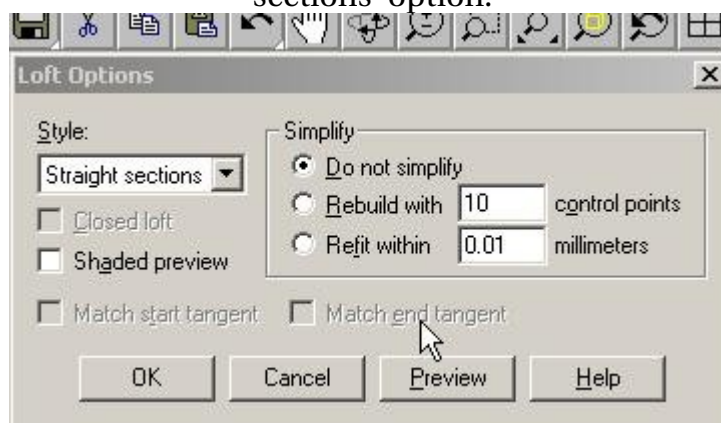 sections' option.
Loft Options
Style:
Straight sections
Closed loft
Shaded preview
Simplify
Do not simplify
Rebuild with 10 control points
Refit within 0.01 millimeters
Match start tangent Match end tangent
OK Cancel Preview Help